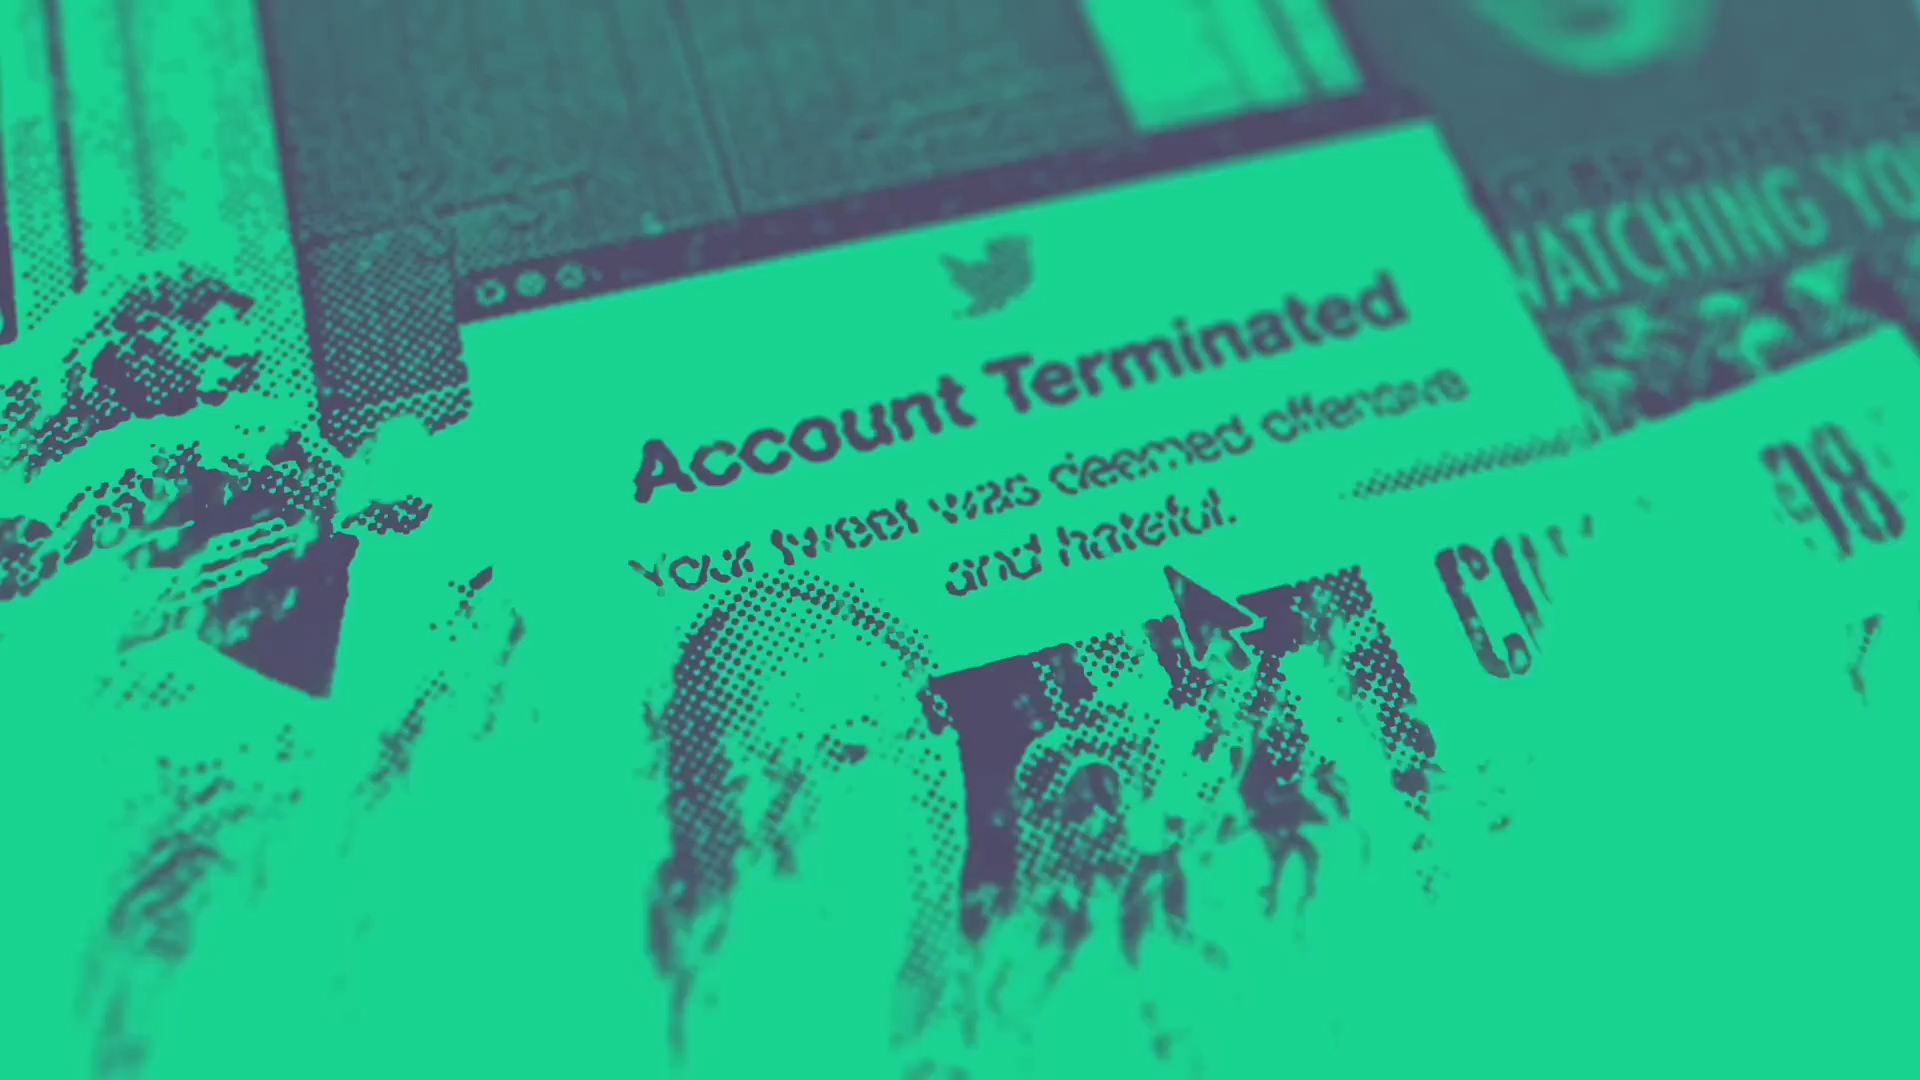 WATCHING YO
Account Terminated
Your tweet was deemed offensive
and hateful.